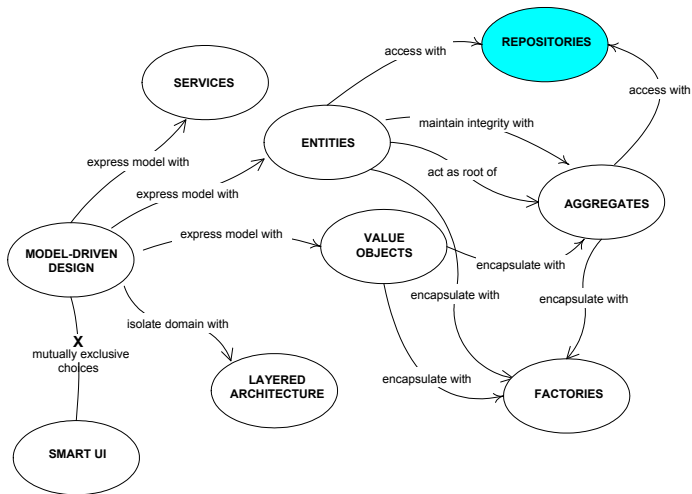 REPOSITORIES
access with
SERVICES
access with
maintain integrity with
ENTITIES
express model with
act as root of
express model with
AGGREGATES
express model with
VALUE
OBJECTS
MODEL-DRIVEN
DESIGN
encapsulate with
encapsulate with
encapsulate with
isolate domain with
X
mutually exclusive
choices
LAYERED
ARCHITECTURE
encapsulate with
FACTORIES
SMART UI